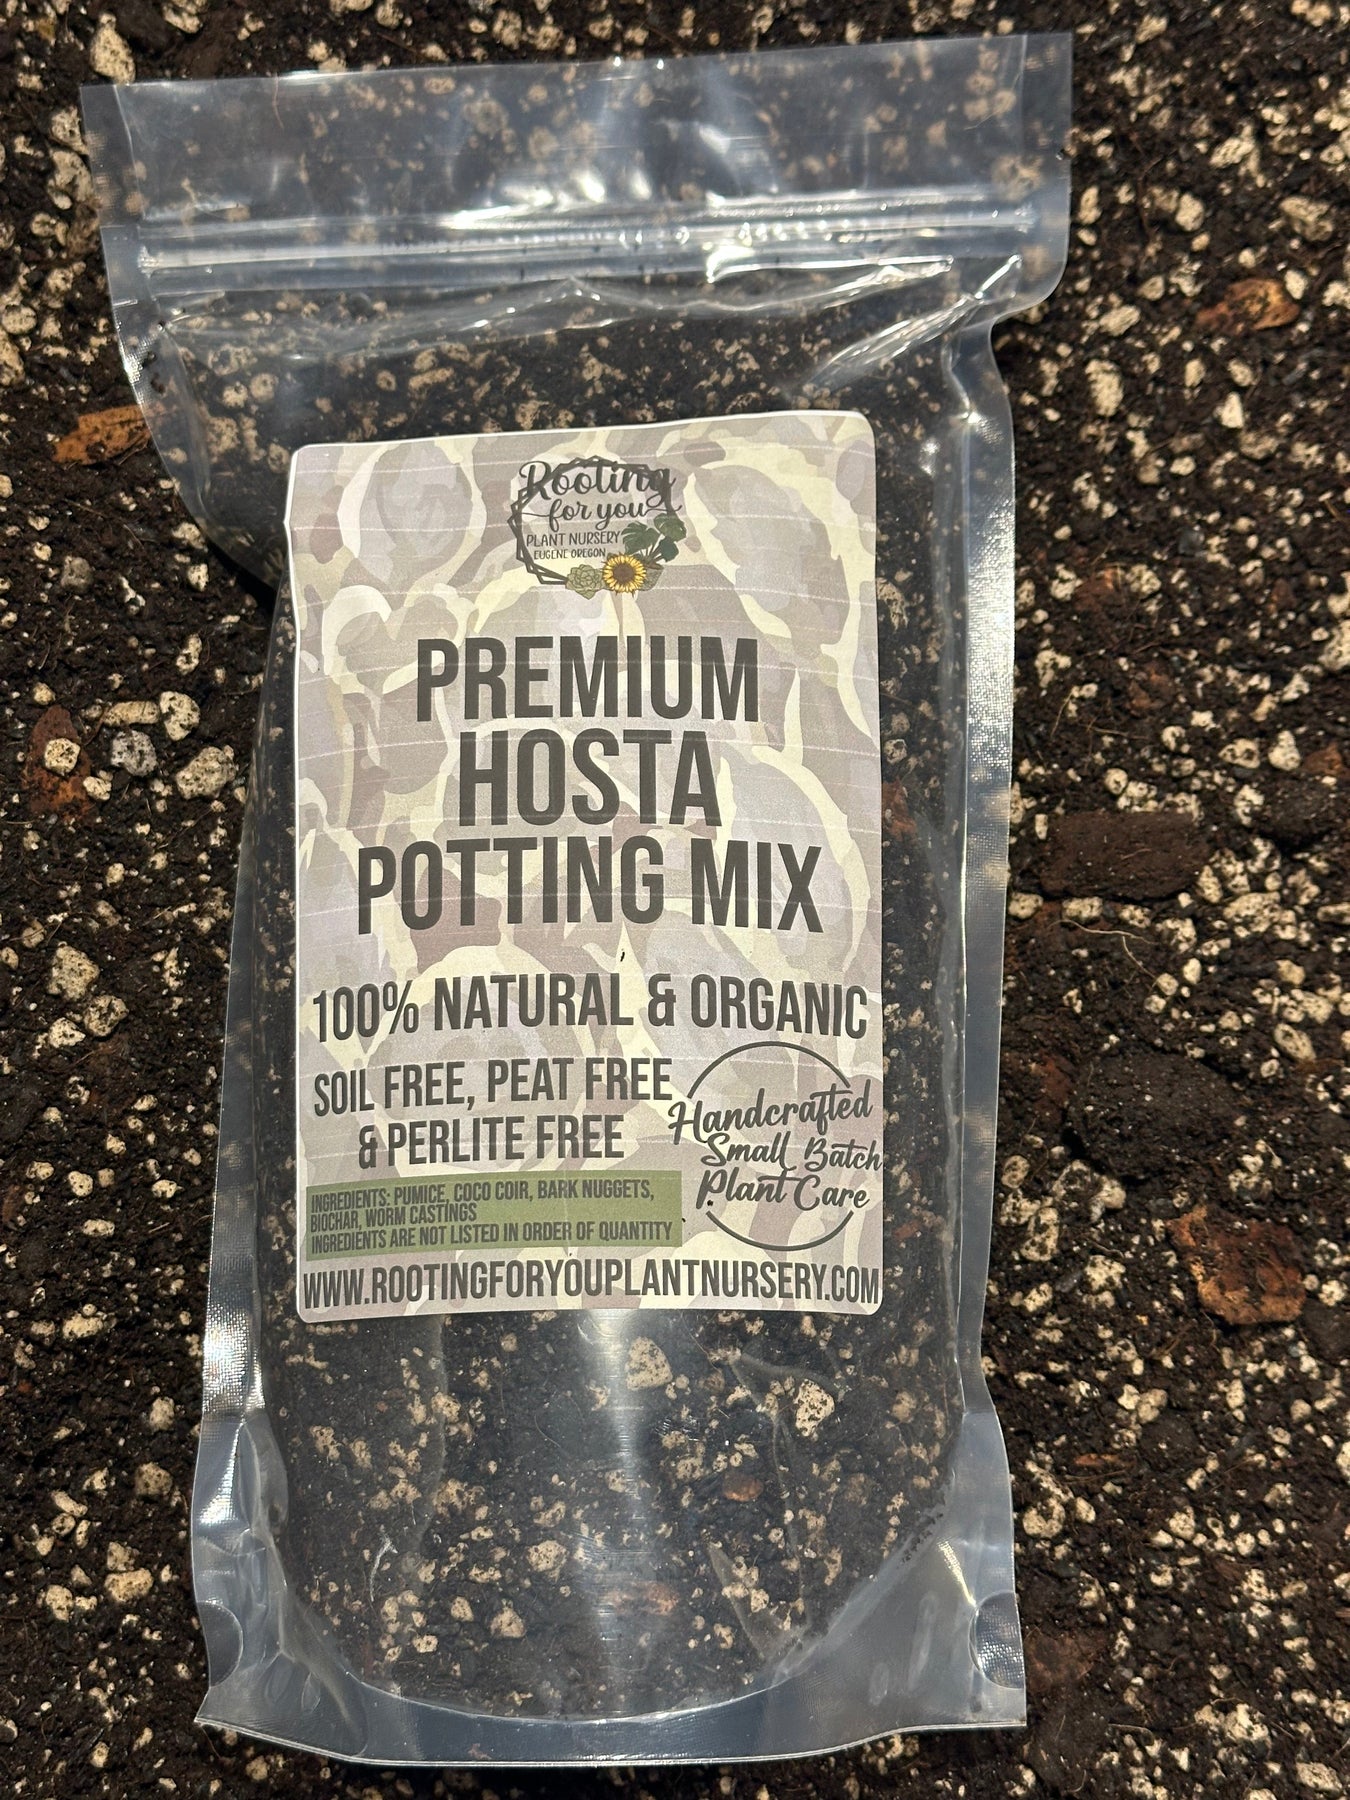 Rooting
for you
PLANT NURSERY
EUGENE OREGON
PREMIUM
HOSTA
POTTING MIX
100% NATURAL & ORGANIC
SOIL FREE, PEAT FREE
& PERLITE FREE
Handcrafted
Small Batch
Plant Care
INGREDIENTS: PUMICE, COCO COIR, BARK NUGGETS,
BIOCHAR, WORM CASTINGS
INGREDIENTS ARE NOT LISTED IN ORDER OF QUANTITY
WWW.ROOTINGFORYOUPLANTNURSERY.COM